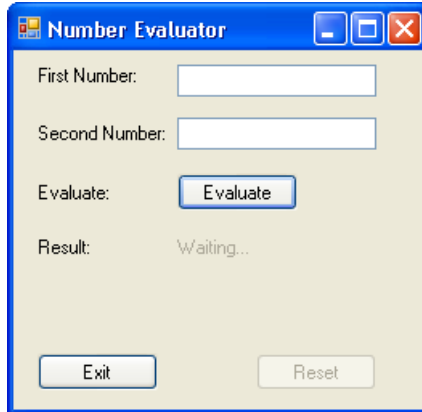 Number Evaluator
First Number:
Second Number:
Evaluate: Evaluate
Result: Waiting...
Exit Reset